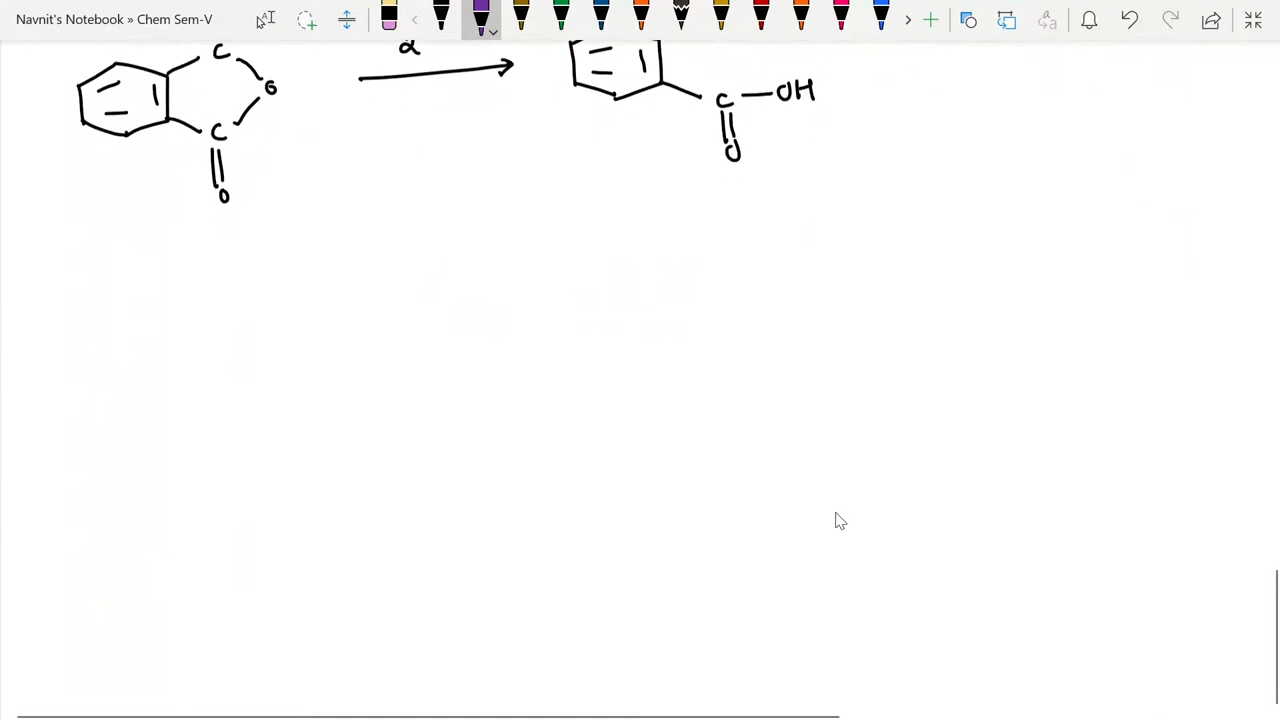 Navnit's Notebook » Chem Sem-V
C
O
C
O
α
C — OH
O